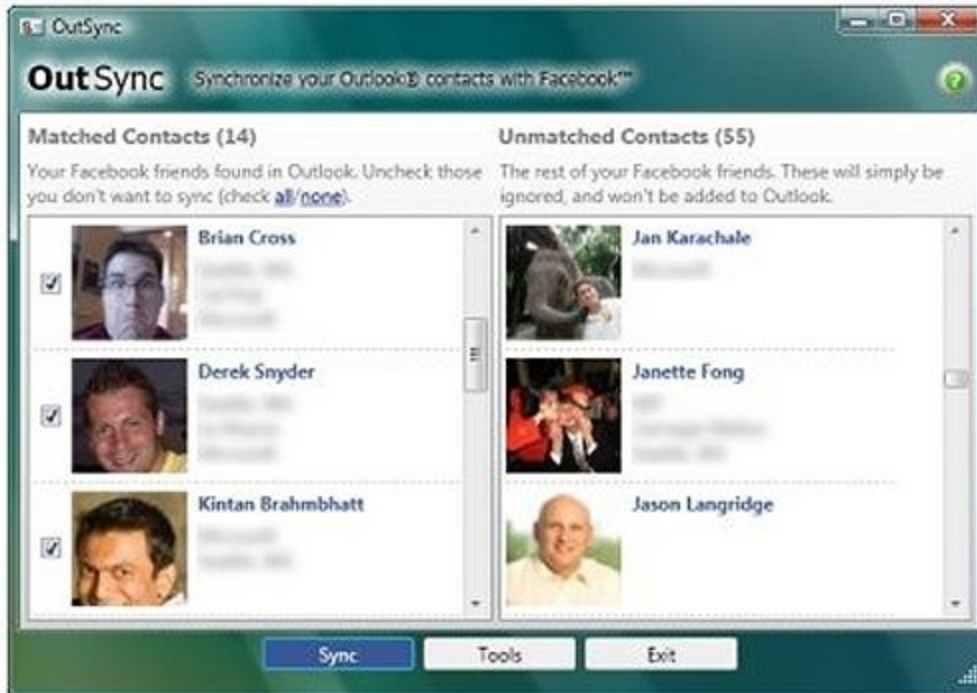 OutSync
OutSync Synchronize your Outlook® contacts with Facebook™
Matched Contacts (14)
Your Facebook friends found in Outlook. Uncheck those
you don't want to sync (check all/none).
Brian Cross
Derek Snyder
Kintan Brahmbhatt
Unmatched Contacts (55)
The rest of your Facebook friends. These will simply be
ignored, and won't be added to Outlook.
Jan Karachale
Janette Fong
Jason Langridge
Sync Tools Exit